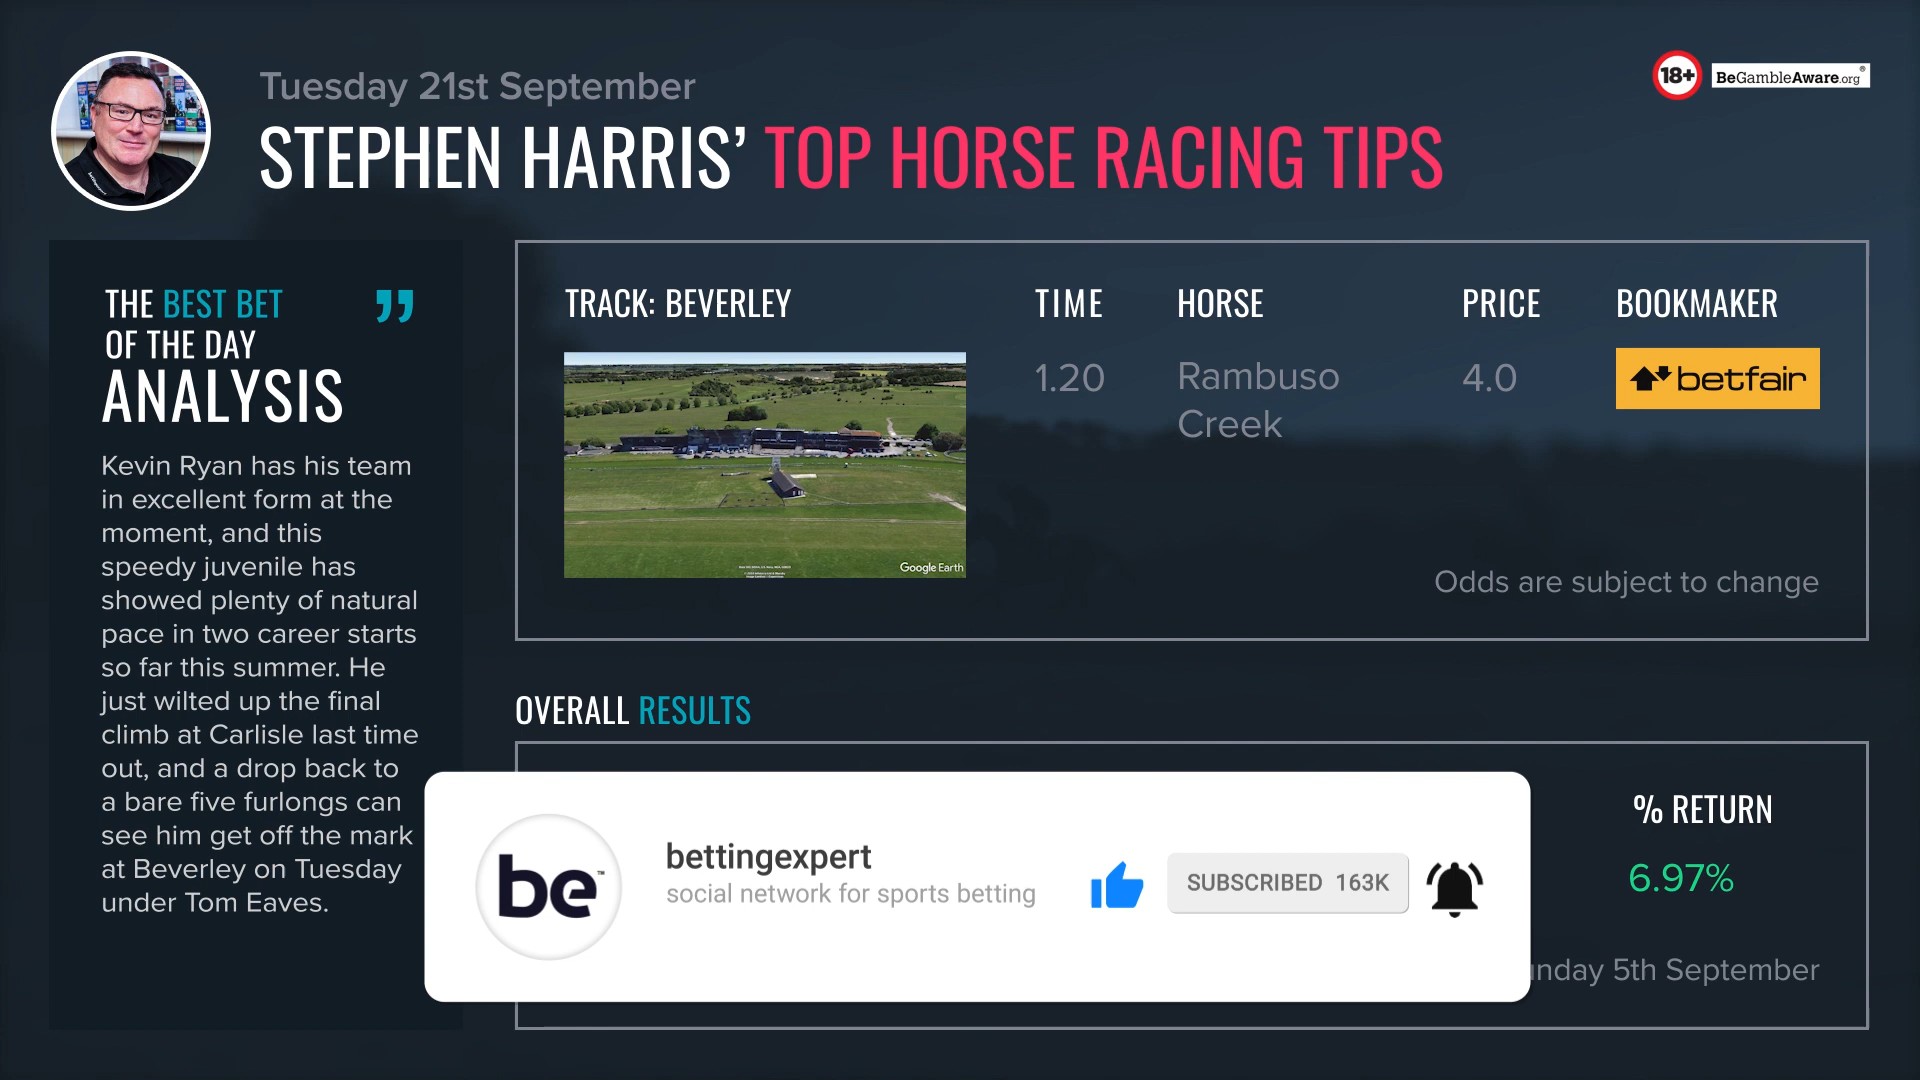 Tuesday 21st September
STEPHEN HARRIS’ TOP HORSE RACING TIPS
18+
BeGambleAware.org®
THE BEST BET
OF THE DAY
ANALYSIS
Kevin Ryan has his team
in excellent form at the
moment, and this
speedy juvenile has
showed plenty of natural
pace in two career starts
so far this summer. He
just wilted up the final
climb at Carlisle last time
out, and a drop back to
a bare five furlongs can
see him get off the mark
at Beverley on Tuesday
under Tom Eaves.
TRACK: BEVERLEY
TIME HORSE PRICE BOOKMAKER
1.20 Rambuso 4.0 betfair
Creek
Google Earth
Odds are subject to change
OVERALL RESULTS
% RETURN
6.97%
nday 5th September
be™
bettingexpert
social network for sports betting
SUBSCRIBED 163K